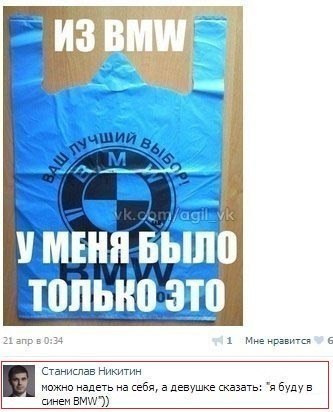 ИЗ BMW
ВАШ ЛУЧШИЙ ВЫБОР!
BMW
vk.com/agil_vk
У МЕНЯ БЫЛО
BMW
ТОЛЬКО ЭТО
21 апр в 0:34
1
Мне нравится
6
Станислав Никитин
можно надеть на себя, а девушке сказать: "я буду в
синем BMW"))